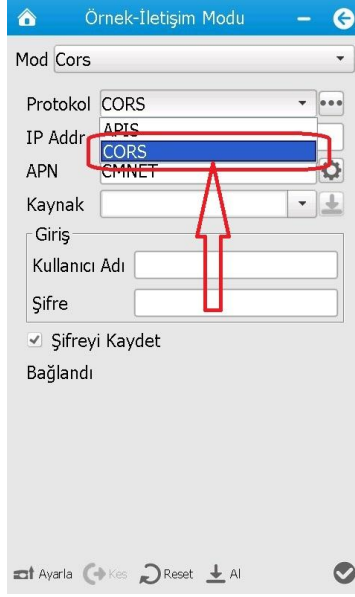 Örnek-İletişim Modu
Mod Cors
Protokol CORS
APIS
IP Addr
CORS
APN CMNET
Kaynak
Giriş
Kullanıcı Adı
Şifre
Şifreyi Kaydet
Bağlandı
Ayarla Kes Reset Al